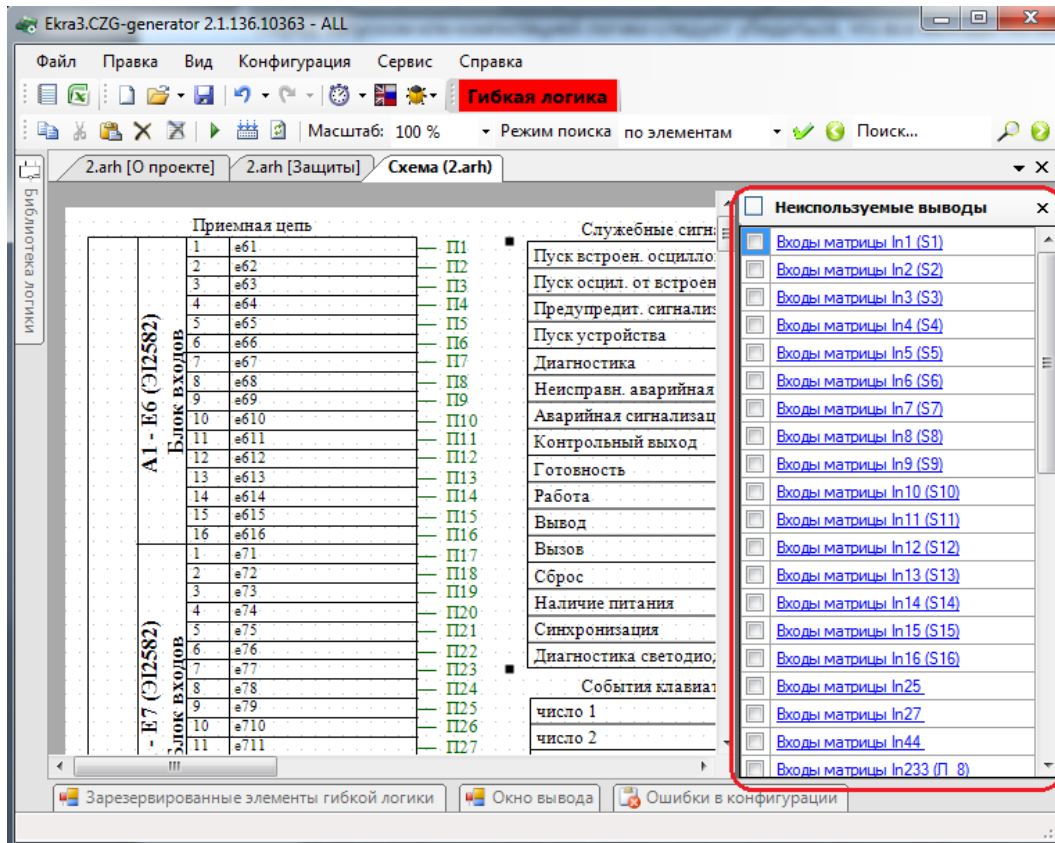 Ekra3.CZG-generator 2.1.136.10363 - ALL
Файл Правка Вид Конфигурация Сервис Справка
Гибкая логика
Масштаб: 100 % Режим поиска по элементам Поиск...
2.arh [О проекте] 2.arh [Защиты] Схема (2.arh)
Библиотека логики
Приемная цепь
A1 - E6 (ЭI2582)
Блок входов
1 e61 П1
2 e62 П2
3 e63 П3
4 e64 П4
5 e65 П5
6 e66 П6
7 e67 П7
8 e68 П8
9 e69 П9
10 e610 П10
11 e611 П11
12 e612 П12
13 e613 П13
14 e614 П14
15 e615 П15
16 e616 П16
- E7 (ЭI2582)
Блок входов
1 e71 П17
2 e72 П18
3 e73 П19
4 e74 П20
5 e75 П21
6 e76 П22
7 e77 П23
8 e78 П24
9 e79 П25
10 e710 П26
11 e711 П27
Служебные сигн
Пуск встроен. осцилло
Пуск осцил. от встроен
Предупредит. сигнализ
Пуск устройства
Диагностика
Неисправн. аварийная
Аварийная сигнализац
Контрольный выход
Готовность
Работа
Вывод
Вызов
Сброс
Наличие питания
Синхронизация
Диагностика светодиод
События клавиат
число 1
число 2
Неиспользуемые выводы
Входы матрицы In1 (S1)
Входы матрицы In2 (S2)
Входы матрицы In3 (S3)
Входы матрицы In4 (S4)
Входы матрицы In5 (S5)
Входы матрицы In6 (S6)
Входы матрицы In7 (S7)
Входы матрицы In8 (S8)
Входы матрицы In9 (S9)
Входы матрицы In10 (S10)
Входы матрицы In11 (S11)
Входы матрицы In12 (S12)
Входы матрицы In13 (S13)
Входы матрицы In14 (S14)
Входы матрицы In15 (S15)
Входы матрицы In16 (S16)
Входы матрицы In25
Входы матрицы In27
Входы матрицы In44
Входы матрицы In233 (Л_8)
Зарезервированные элементы гибкой логики Окно вывода Ошибки в конфигурации